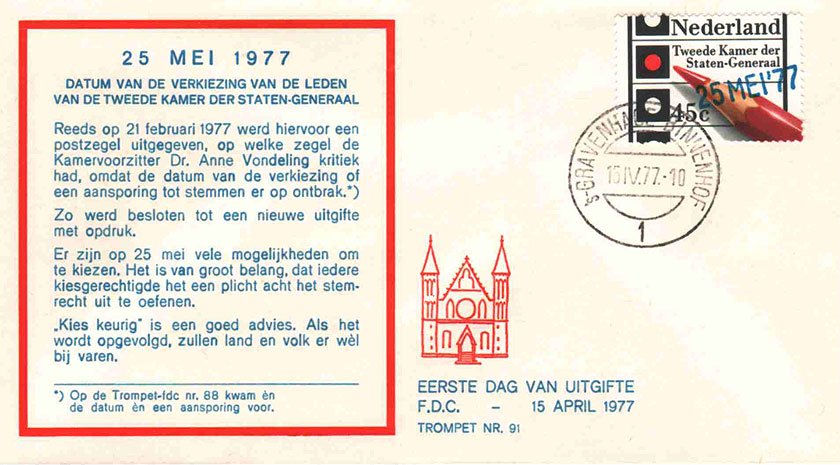 25 MEI 1977
DATUM VAN DE VERKIEZING VAN DE LEDEN
VAN DE TWEEDE KAMER DER STATEN-GENERAAL
Reeds op 21 februari 1977 werd hiervoor een
postzegel uitgegeven, op welke zegel de
Kamervoorzitter Dr. Anne Vondeling kritiek
had, omdat de datum van de verkiezing of
een aansporing tot stemmen er op ontbrak.*)
Zo werd besloten tot een nieuwe uitgifte
met opdruk.
Er zijn op 25 mei vele mogelijkheden om
te kiezen. Het is van groot belang, dat iedere
kiesgerechtigde het een plicht acht het stem-
recht uit te oefenen.
„Kies keurig" is een goed advies. Als het
wordt opgevolgd, zullen land en volk er wèl
bij varen.
*) Op de Trompet-fdc nr. 88 kwam èn
de datum èn een aansporing voor.
Nederland
Tweede Kamer der
Staten-Generaal
25 MEI '77
45c
's-GRAVENHAGE BINNENHOF
15.IV.77.-10
1
EERSTE DAG VAN UITGIFTE
F.D.C. - 15 APRIL 1977
TROMPET NR. 91